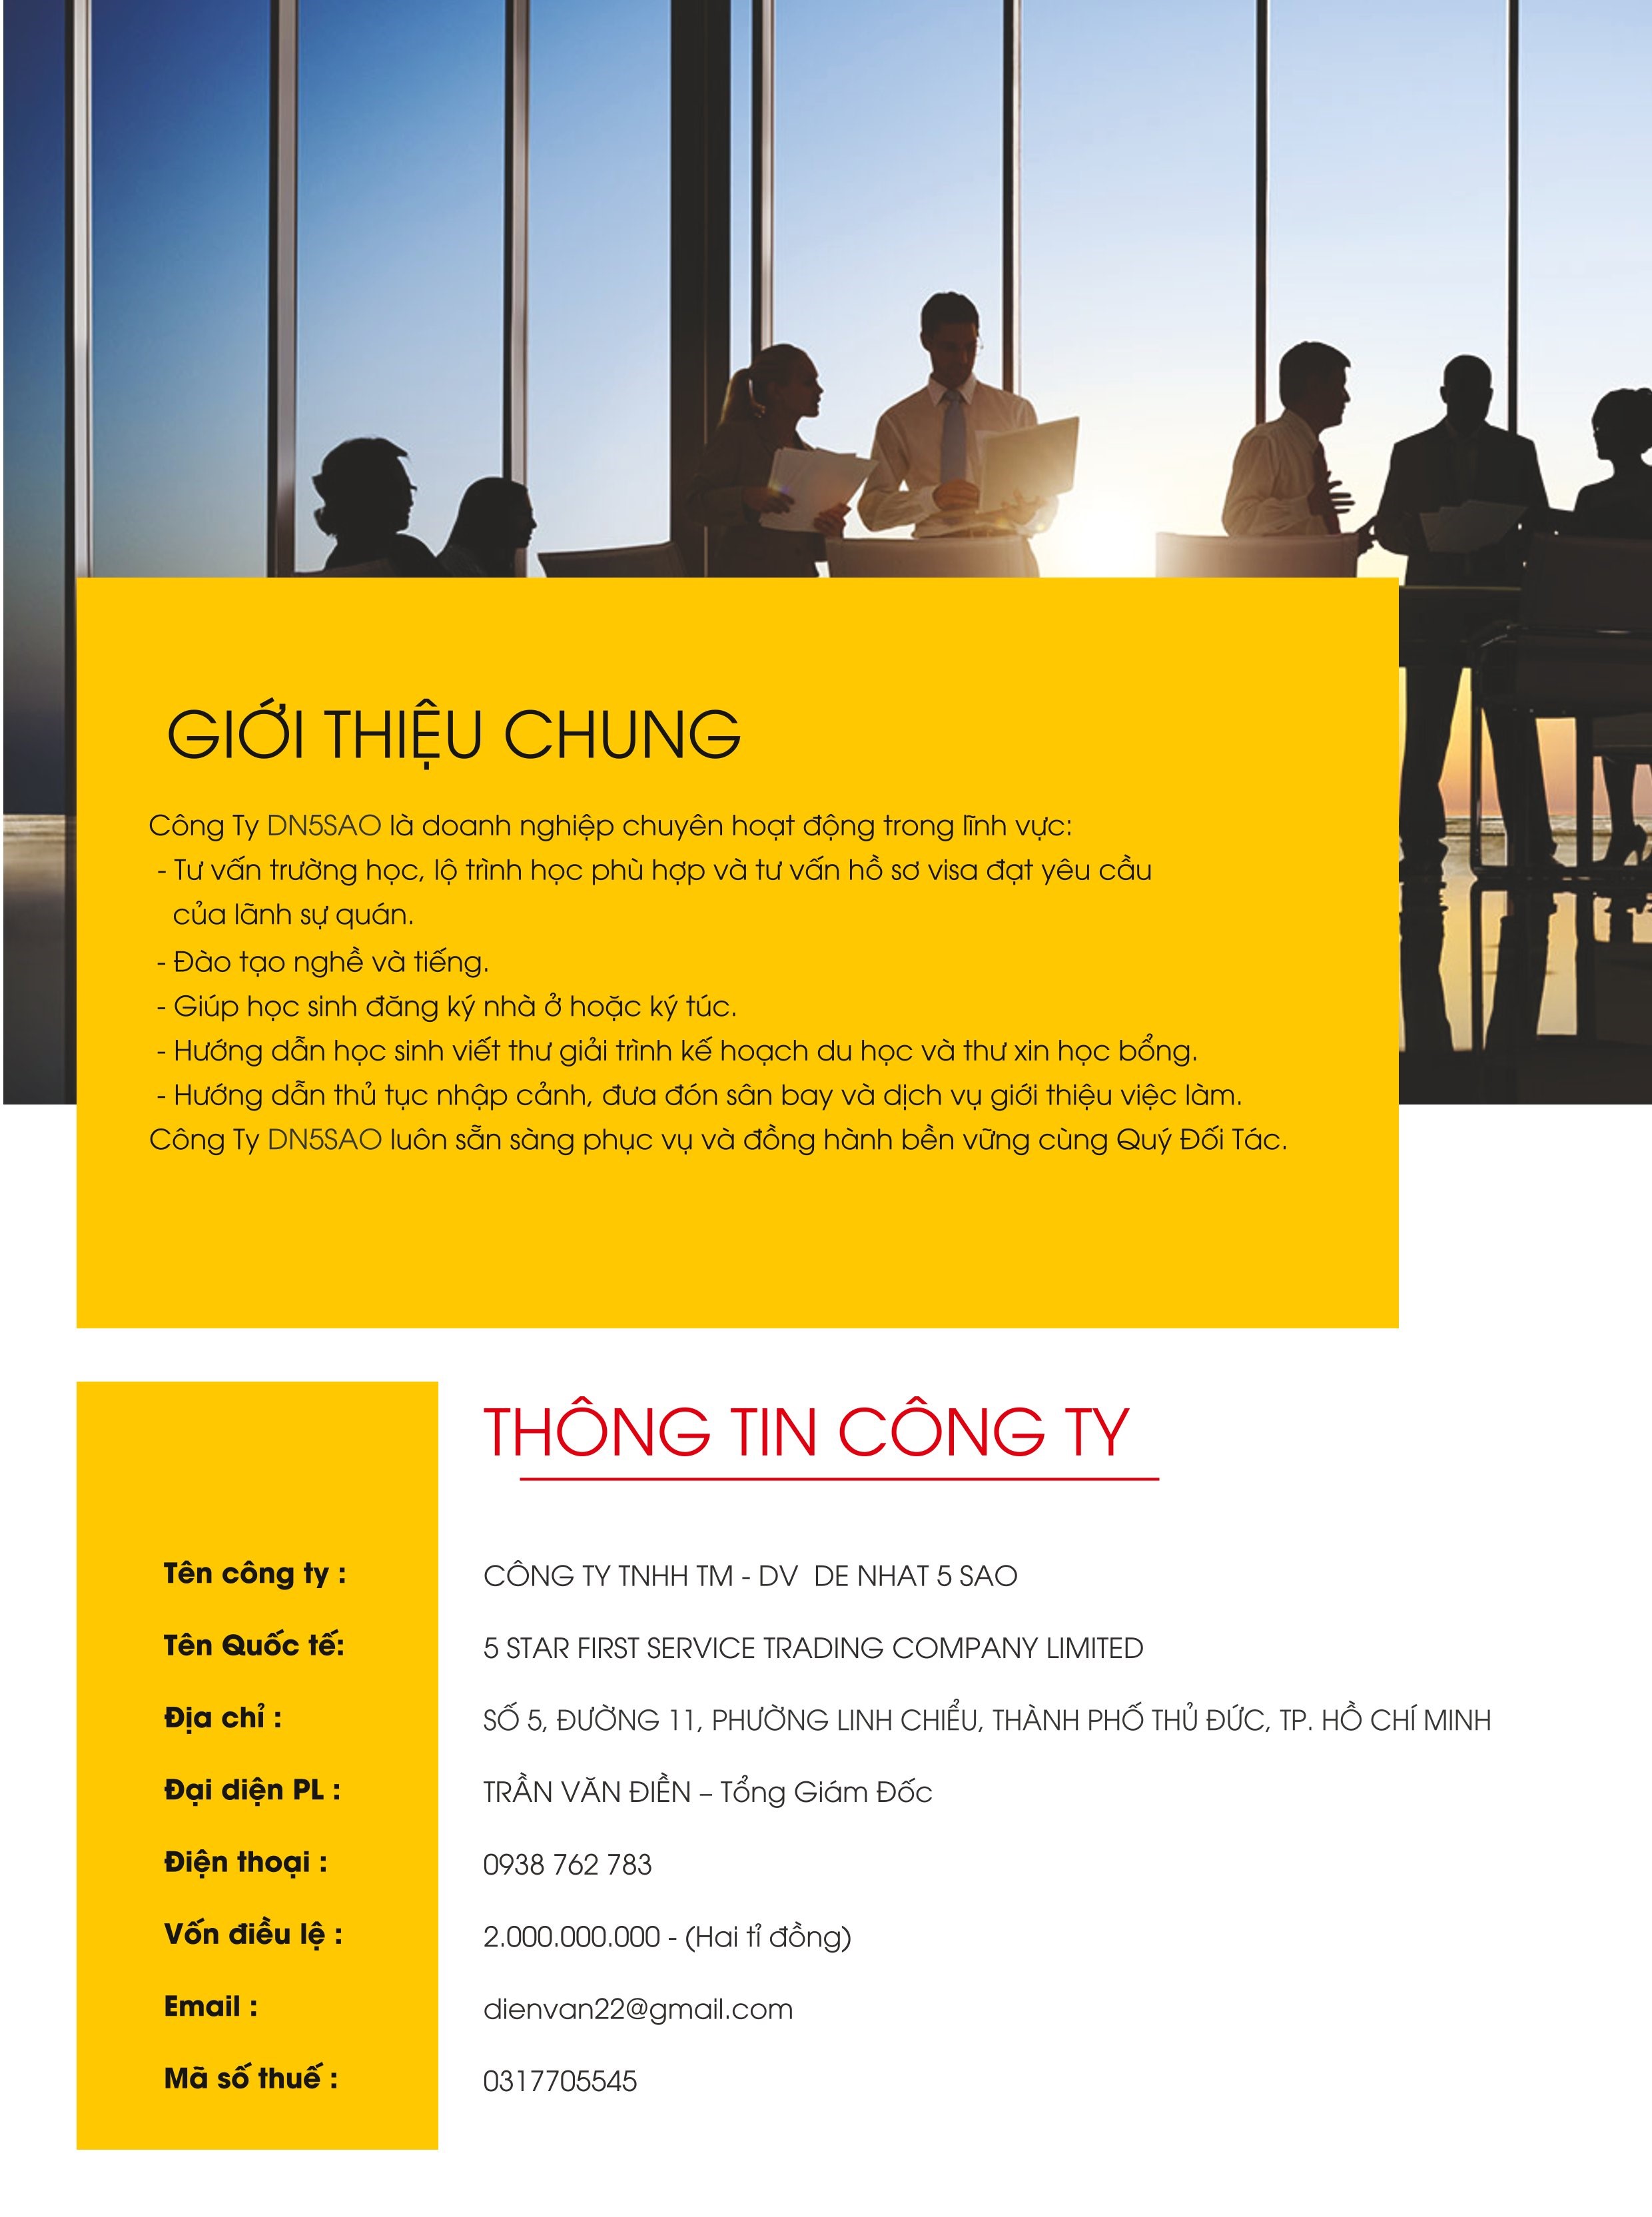 GIỚI THIỆU CHUNG
Công Ty DN5SAO là doanh nghiệp chuyên hoạt động trong lĩnh vực:
- Tư vấn trường học, lộ trình học phù hợp và tư vấn hồ sơ visa đạt yêu cầu
của lãnh sự quán.
- Đào tạo nghề và tiếng.
- Giúp học sinh đăng ký nhà ở hoặc ký túc.
- Hướng dẫn học sinh viết thư giải trình kế hoạch du học và thư xin học bổng.
- Hướng dẫn thủ tục nhập cảnh, đưa đón sân bay và dịch vụ giới thiệu việc làm.
Công Ty DN5SAO luôn sẵn sàng phục vụ và đồng hành bền vững cùng Quý Đối Tác.
THÔNG TIN CÔNG TY
Tên công ty : CÔNG TY TNHH TM - DV DE NHAT 5 SAO
Tên Quốc tế: 5 STAR FIRST SERVICE TRADING COMPANY LIMITED
Địa chỉ : SỐ 5, ĐƯỜNG 11, PHƯỜNG LINH CHIỂU, THÀNH PHỐ THỦ ĐỨC, TP. HỒ CHÍ MINH
Đại diện PL : TRẦN VĂN ĐIỀN – Tổng Giám Đốc
Điện thoại : 0938 762 783
Vốn điều lệ : 2.000.000.000 - (Hai tỉ đồng)
Email : dienvan22@gmail.com
Mã số thuế : 0317705545